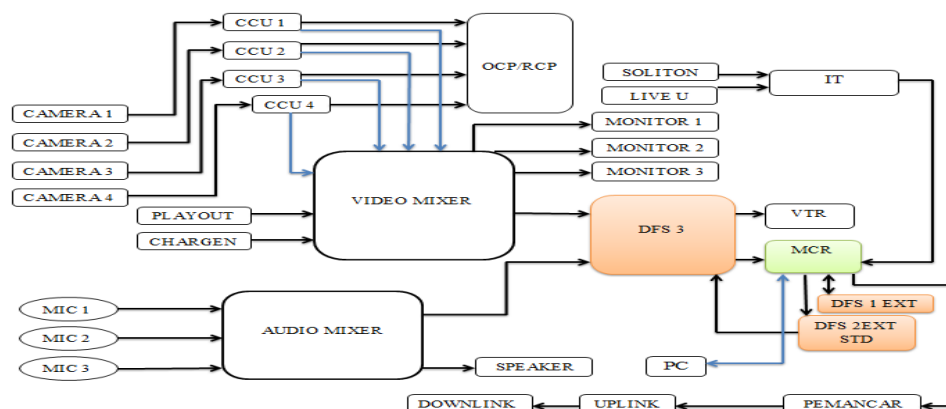 CCU 1
CCU 2
CCU 3
CCU 4
OCP/RCP
SOLITON
LIVE U
IT
CAMERA 1
CAMERA 2
CAMERA 3
CAMERA 4
MONITOR 1
MONITOR 2
MONITOR 3
VIDEO MIXER
PLAYOUT
CHARGEN
DFS 3
VTR
MCR
DFS 1 EXT
DFS 2EXT
STD
MIC 1
MIC 2
MIC 3
AUDIO MIXER
SPEAKER
PC
DOWNLINK
UPLINK
PEMANCAR